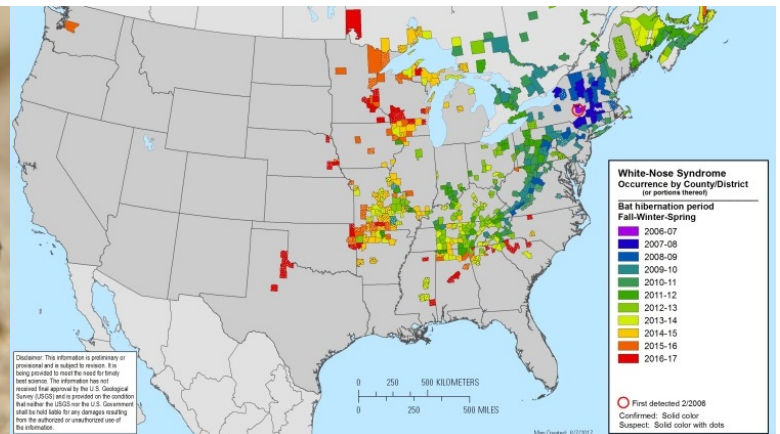 White-Nose Syndrome
Occurrence by County/District
(or portions thereof)
Bat hibernation period
Fall-Winter-Spring
2006-07
2007-08
2008-09
2009-10
2010-11
2011-12
2012-13
2013-14
2014-15
2015-16
2016-17
First detected 2/2006
Confirmed: Solid color
Suspect: Solid color with dots
Disclaimer: This information is preliminary or
provisional and is subject to revision. It is
being provided to meet the need for timely
best science. The information has not
received final approval by the U.S. Geological
Survey (USGS) and is provided on the condition
that neither the USGS nor the U.S. Government
shall be held liable for any damages resulting
from the authorized or unauthorized use of
the information.
0 250 500 KILOMETERS
0 250 500 MILES
Map Created: